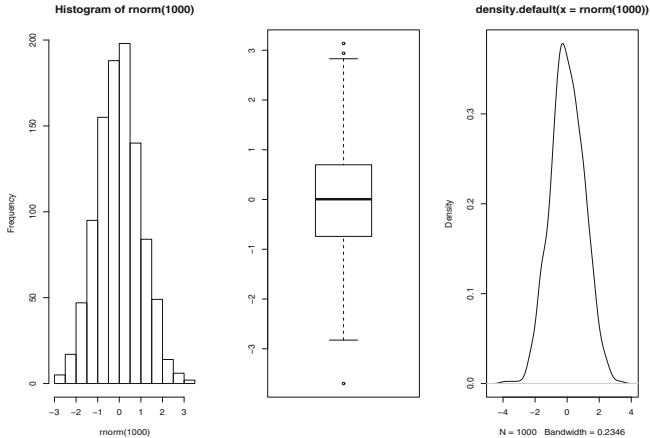 Histogram of rnorm(1000)
Frequency
200
150
100
50
0
−3 −2 −1 0 1 2 3
rnorm(1000)
3
2
1
0
−1
−2
−3
density.default(x = rnorm(1000))
Density
0.3
0.2
0.1
0.0
−4 −2 0 2 4
N = 1000 Bandwidth = 0.2346